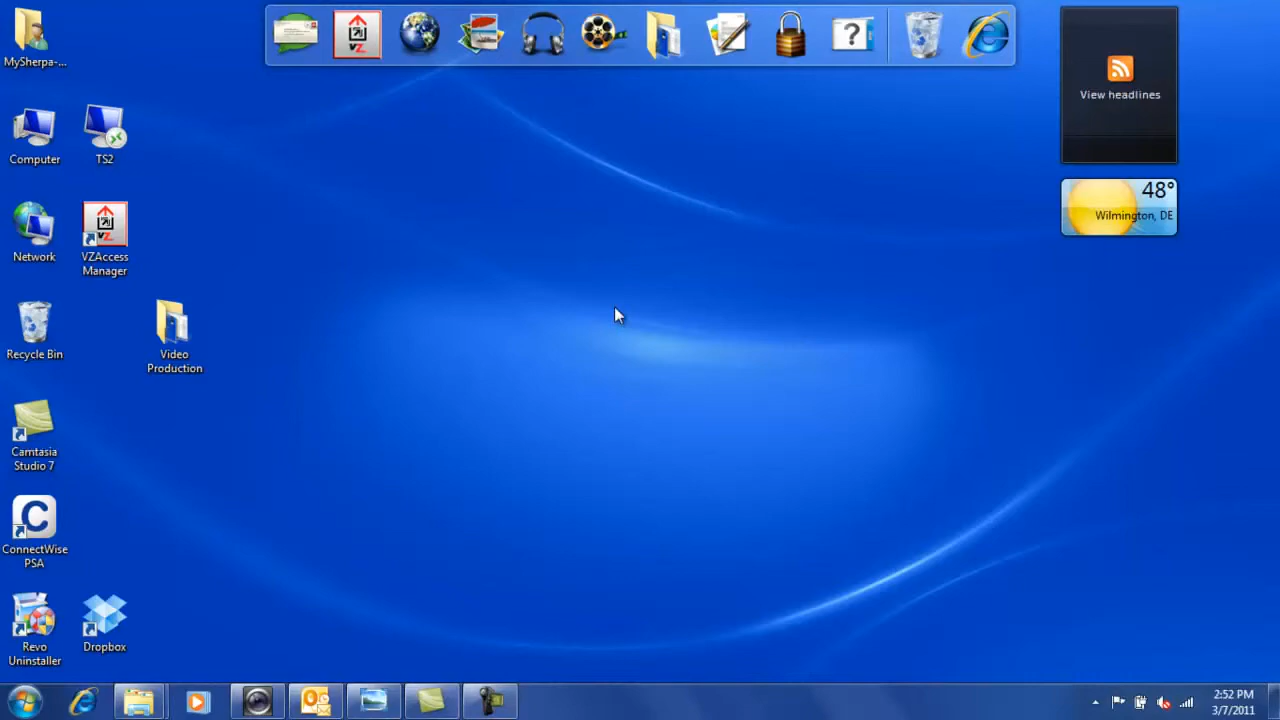 MySherpa-...
Computer
TS2
Network
VZAccess
Manager
Recycle Bin
Video
Production
Camtasia
Studio 7
ConnectWise
PSA
Revo
Uninstaller
Dropbox
View headlines
48°
Wilmington, DE
2:52 PM
3/7/2011